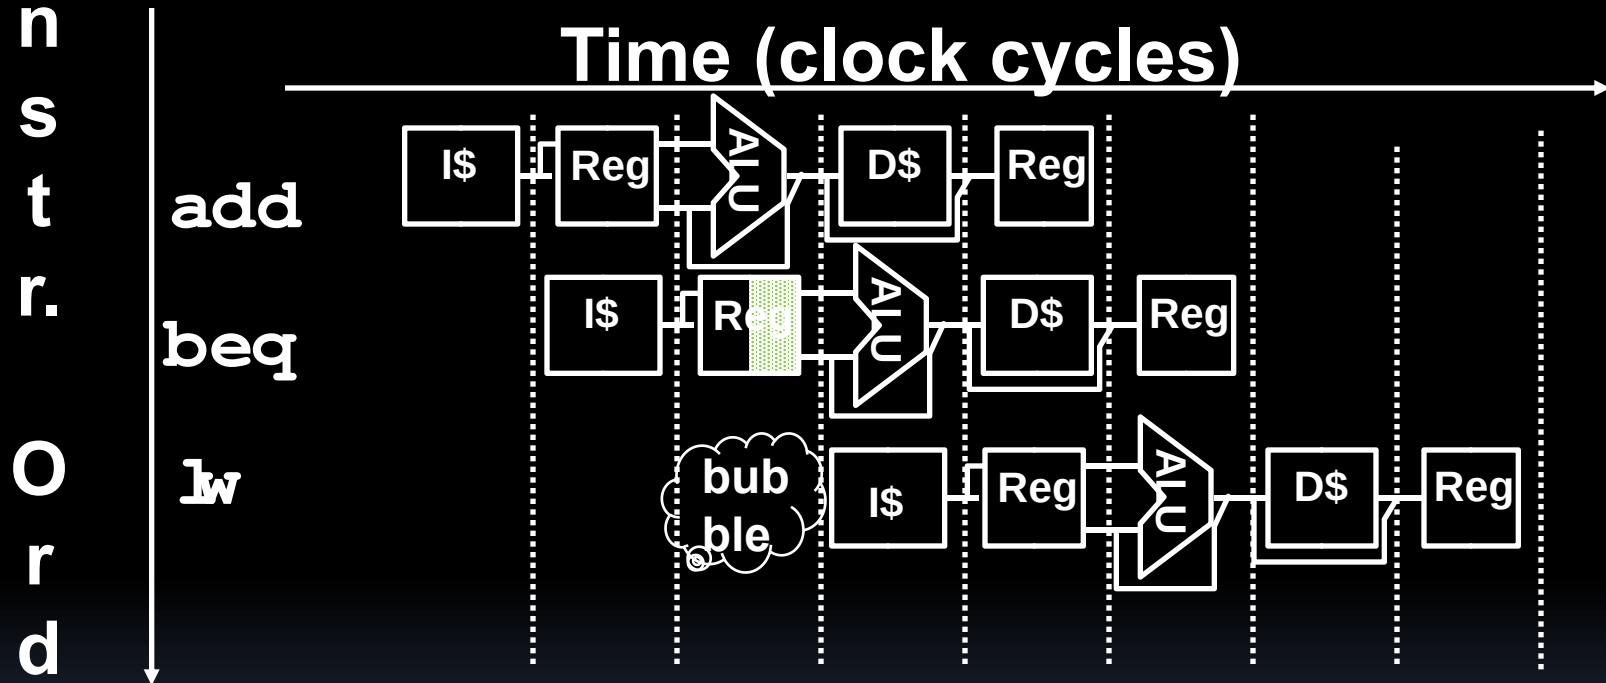 Time (clock cycles)
n
s
t
r.
O
r
d
add
I$ Reg ALU D$ Reg
beq
I$ Reg ALU D$ Reg
lw
bub
ble
I$ Reg ALU D$ Reg